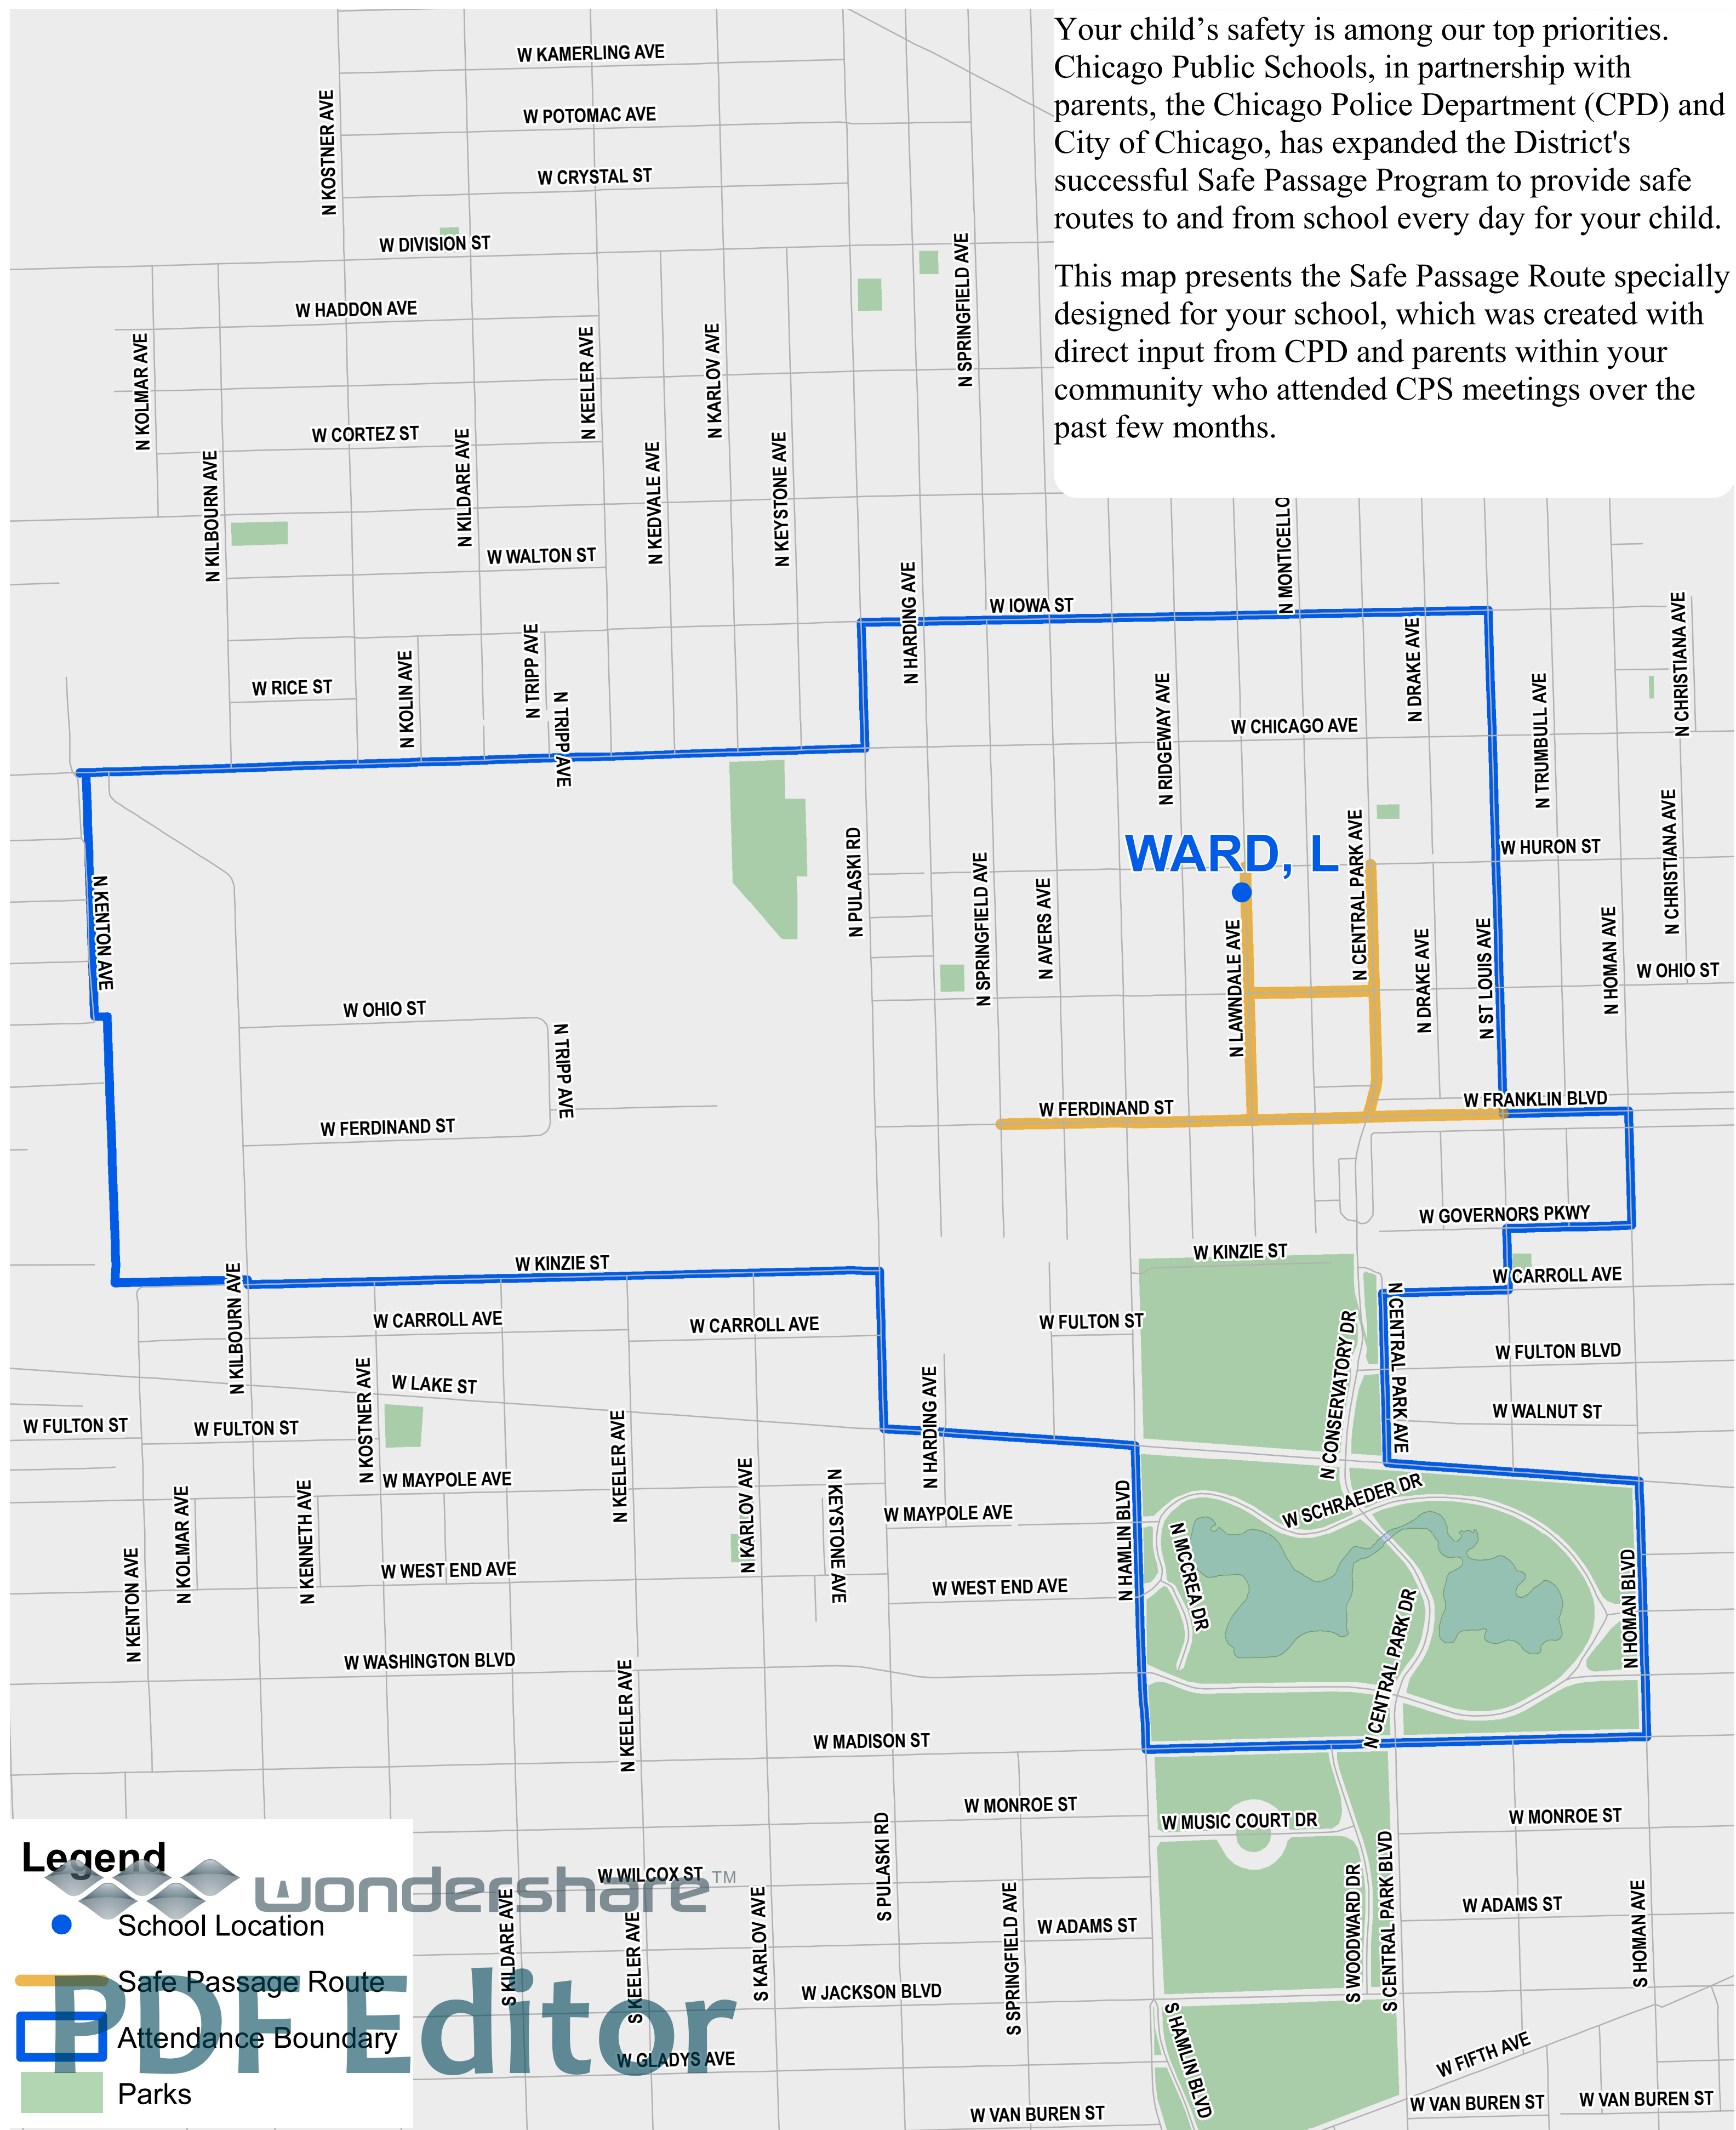 Your child’s safety is among our top priorities.
Chicago Public Schools, in partnership with
parents, the Chicago Police Department (CPD) and
City of Chicago, has expanded the District's
successful Safe Passage Program to provide safe
routes to and from school every day for your child.
This map presents the Safe Passage Route specially
designed for your school, which was created with
direct input from CPD and parents within your
community who attended CPS meetings over the
past few months.
W KAMERLING AVE
W POTOMAC AVE
N KOSTNER AVE
W CRYSTAL ST
W DIVISION ST
N SPRINGFIELD AVE
W HADDON AVE
N KOLMAR AVE
N KEELER AVE
N KARLOV AVE
W CORTEZ ST
N KILBOURN AVE
N KILDARE AVE
N KEDVALE AVE
N KEYSTONE AVE
W WALTON ST
N MONTICELLO
N HARDING AVE
W IOWA ST
N CHRISTIANA AVE
W RICE ST
N KOLIN AVE
N TRIPP AVE
N TRIPP AVE
N RIDGEWAY AVE
W CHICAGO AVE
N DRAKE AVE
N TRUMBULL AVE
N PULASKI RD
WARD, L
N CENTRAL PARK AVE
W HURON ST
N CHRISTIANA AVE
N KENTON AVE
N SPRINGFIELD AVE
N AVERS AVE
N LAWNDALE AVE
N DRAKE AVE
N ST LOUIS AVE
N HOMAN AVE
W OHIO ST
W OHIO ST
N TRIPP AVE
W FERDINAND ST
W FERDINAND ST
W FRANKLIN BLVD
W GOVERNORS PKWY
W KINZIE ST
W KINZIE ST
W CARROLL AVE
N KILBOURN AVE
W CARROLL AVE
W CARROLL AVE
W FULTON ST
N CONSERVATORY DR
N CENTRAL PARK AVE
W FULTON BLVD
N KOSTNER AVE
W LAKE ST
N HARDING AVE
W WALNUT ST
W FULTON ST
W FULTON ST
N KEELER AVE
W MAYPOLE AVE
N KARLOV AVE
N KEYSTONE AVE
W MAYPOLE AVE
N HAMLIN BLVD
W SCHRAEDER DR
N MCCREA DR
N KOLMAR AVE
N KENNETH AVE
N KENTON AVE
W WEST END AVE
W WEST END AVE
N CENTRAL PARK DR
N HOMAN BLVD
W WASHINGTON BLVD
N KEELER AVE
W MADISON ST
W MONROE ST
W MUSIC COURT DR
W MONROE ST
S PULASKI RD
W WILCOX ST
S KILDARE AVE
S KEELER AVE
S KARLOV AVE
S SPRINGFIELD AVE
W ADAMS ST
S WOODWARD DR
S CENTRAL PARK BLVD
W ADAMS ST
S HOMAN AVE
W JACKSON BLVD
S HAMLIN BLVD
W GLADYS AVE
W FIFTH AVE
W VAN BUREN ST
W VAN BUREN ST
W VAN BUREN ST
Legend
wondershare™
School Location
Safe Passage Route
PDF Editor
Attendance Boundary
Parks